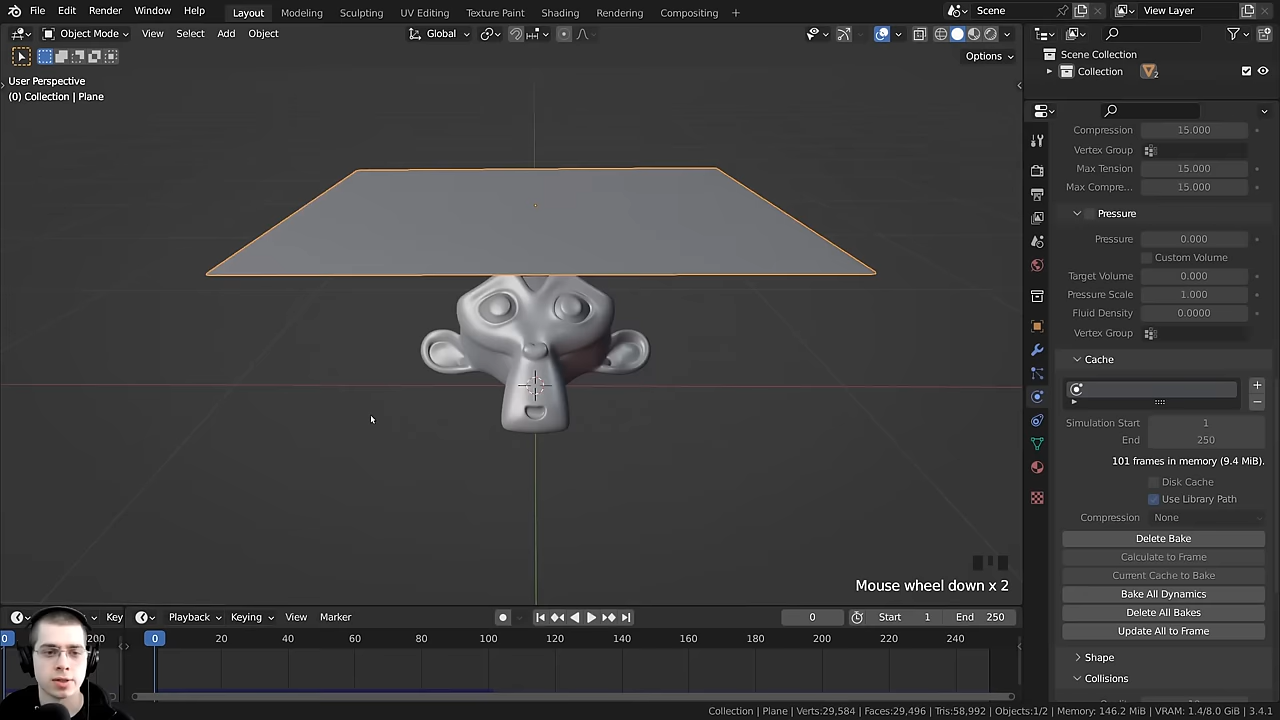 File Edit Render Window Help Layout Modeling Sculpting UV Editing Texture Paint Shading Rendering Compositing + Scene View Layer
Object Mode View Select Add Object Global
Options
User Perspective
(0) Collection | Plane
Scene Collection
Collection 2
Compression 15.000
Vertex Group
Max Tension 15.000
Max Compre... 15.000
Pressure
Pressure 0.000
Custom Volume
Target Volume 0.000
Pressure Scale 1.000
Fluid Density 0.0000
Vertex Group
Cache
Simulation Start 1
End 250
101 frames in memory (9.4 MiB).
Disk Cache
Use Library Path
Compression None
Delete Bake
Calculate to Frame
Current Cache to Bake
Bake All Dynamics
Delete All Bakes
Update All to Frame
Shape
Collisions
Mouse wheel down x 2
Key Playback Keying View Marker 0 Start 1 End 250
0 200 0 20 40 60 80 100 120 140 160 180 200 220 240
Collection | Plane | Verts:29,584 | Faces:29,496 | Tris:58,992 | Objects:1/2 | Memory: 146.2 MiB | VRAM: 1.4/8.0 GiB | 3.4.1